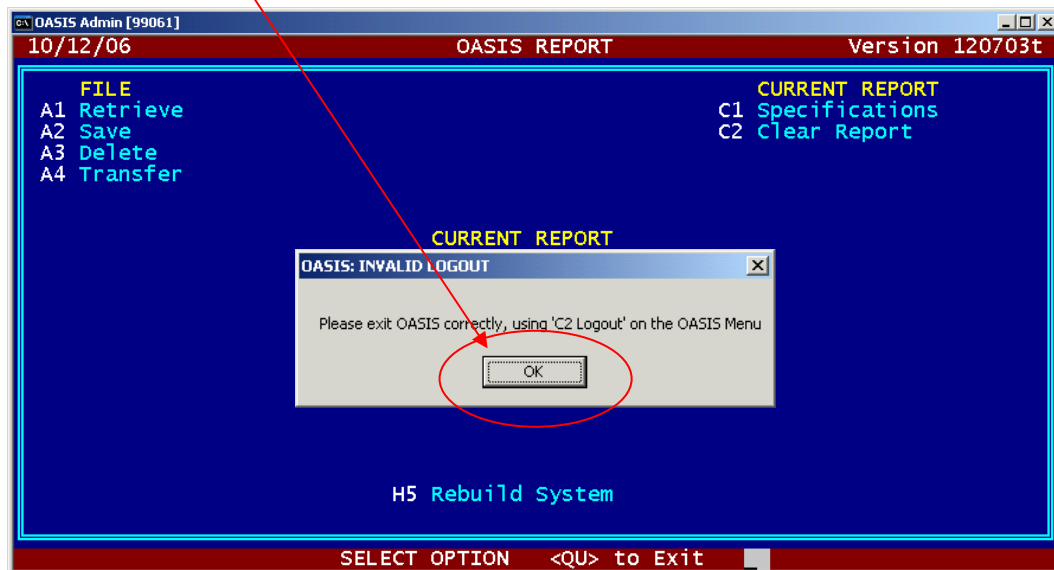 OASIS Admin [99061]
10/12/06 OASIS REPORT Version 120703t
FILE CURRENT REPORT
A1 Retrieve C1 Specifications
A2 Save C2 Clear Report
A3 Delete
A4 Transfer
CURRENT REPORT
OASIS: INVALID LOGOUT
Please exit OASIS correctly, using 'C2 Logout' on the OASIS Menu
OK
H5 Rebuild System
SELECT OPTION <QU> to Exit